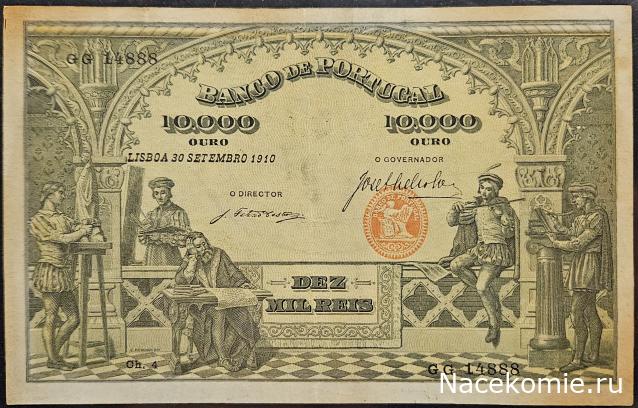 GG 14888
BANCO DE PORTUGAL
10.000 10.000
OURO OURO
LISBOA 30 SETEMBRO 1910
O GOVERNADOR
O DIRECTOR
DEZ
MIL REIS
Ch. 4
GG 14888
Nacekomie.ru